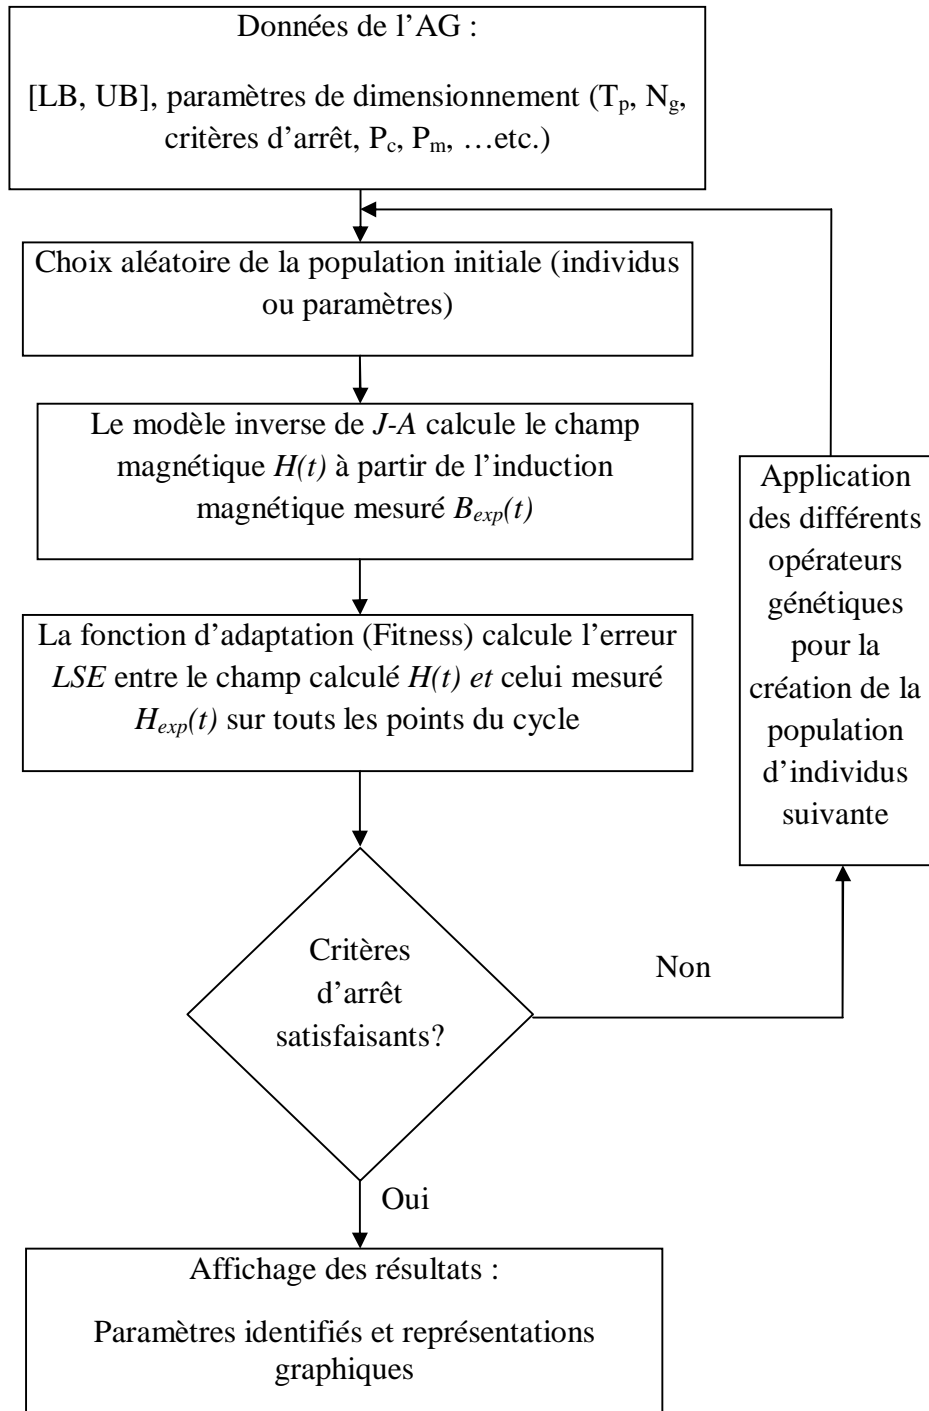 Données de l’AG :
[LB, UB], paramètres de dimensionnement (Tp, Ng,
critères d’arrêt, Pc, Pm, …etc.)
Choix aléatoire de la population initiale (individus
ou paramètres)
Le modèle inverse de J-A calcule le champ
magnétique H(t) à partir de l’induction
magnétique mesuré Bexp(t)
La fonction d’adaptation (Fitness) calcule l’erreur
LSE entre le champ calculé H(t) et celui mesuré
Hexp(t) sur touts les points du cycle
Application
des différents
opérateurs
génétiques
pour la
création de la
population
d’individus
suivante
Critères
d’arrêt
satisfaisants?
Non
Oui
Affichage des résultats :
Paramètres identifiés et représentations
graphiques